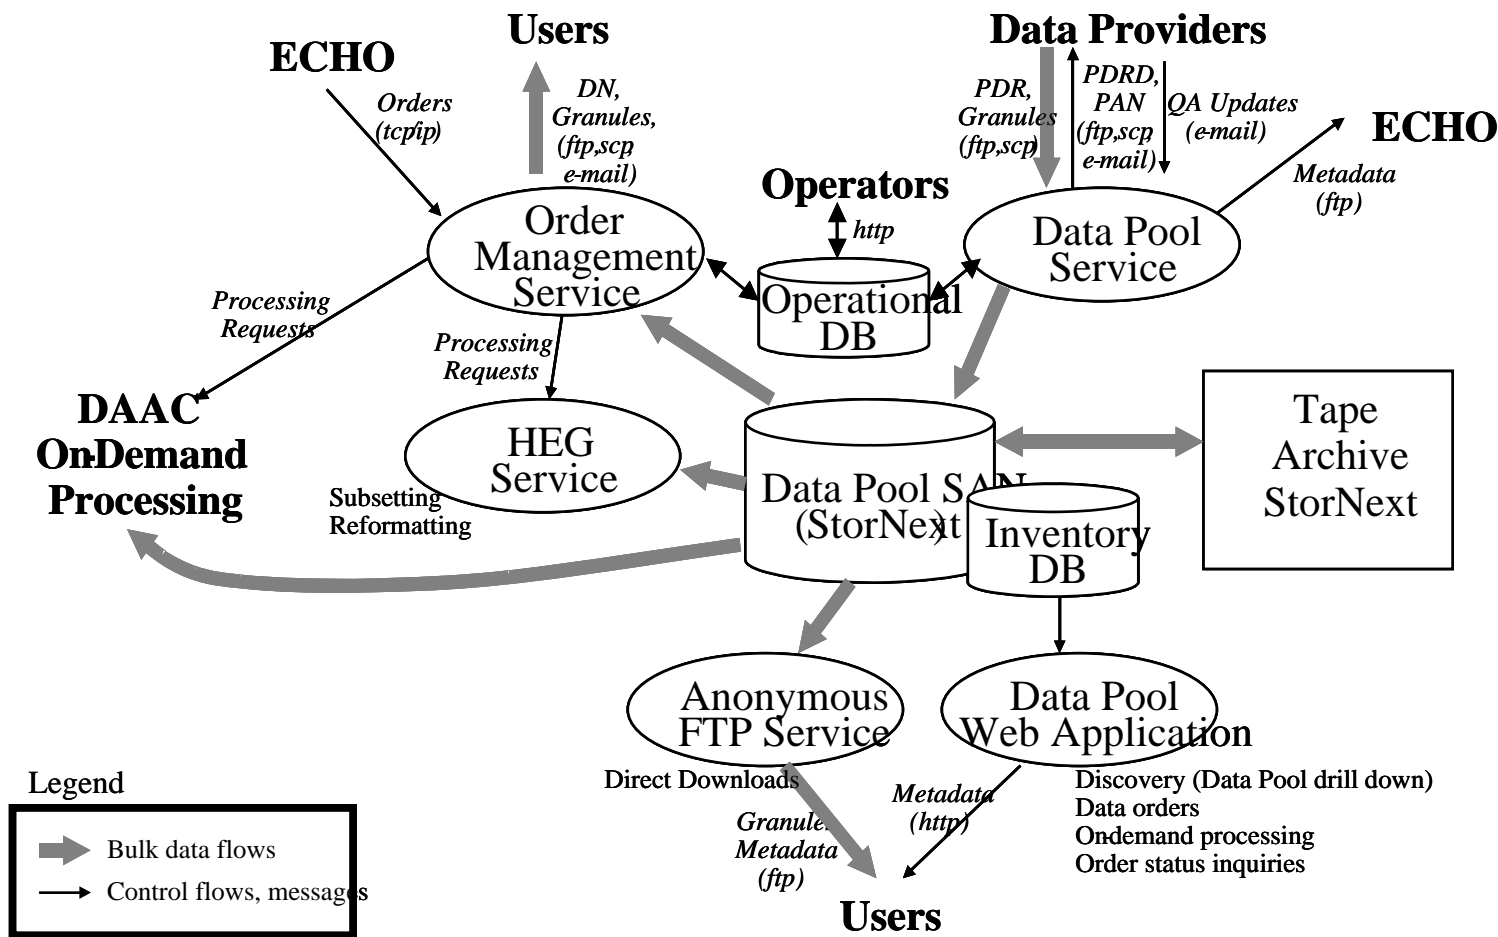 Users
Data Providers
ECHO
Orders
(tcp/ip)
DN,
Granules,
(ftp,scp,
e-mail)
PDR,
Granules
(ftp,scp)
PDRD,
PAN
(ftp,scp,
e-mail)
QA Updates
(e-mail)
ECHO
Metadata
(ftp)
Operators
http
Order
Management
Service
Data Pool
Service
Operational
DB
Processing
Requests
Processing
Requests
DAAC
On-Demand
Processing
HEG
Service
Subsetting
Reformatting
Data Pool SAN
(StorNext)
Inventory
DB
Tape
Archive
StorNext
Anonymous
FTP Service
Direct Downloads
Data Pool
Web Application
Discovery (Data Pool drill down)
Data orders
On-demand processing
Order status inquiries
Granules
Metadata
(ftp)
Metadata
(http)
Users
Legend
Bulk data flows
Control flows, messages